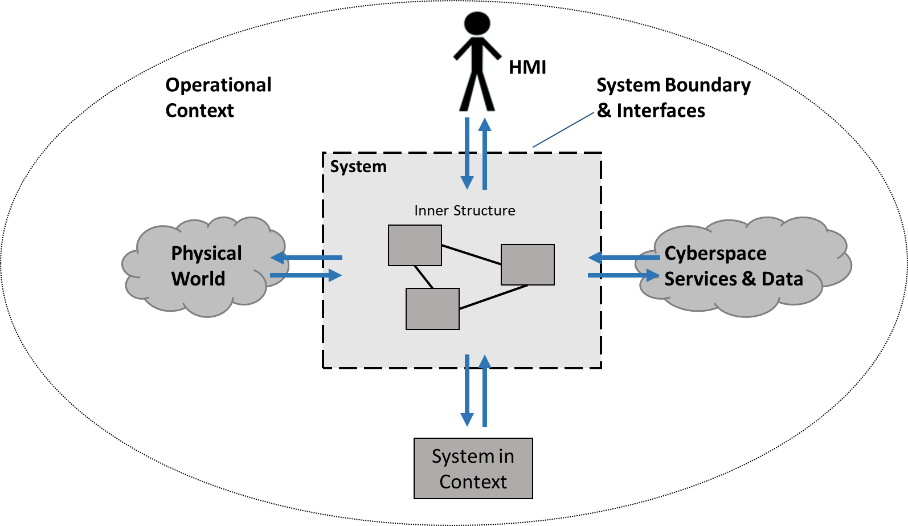 HMI
Operational
Context
System Boundary
& Interfaces
System
Inner Structure
Physical
World
Cyberspace
Services & Data
System in
Context